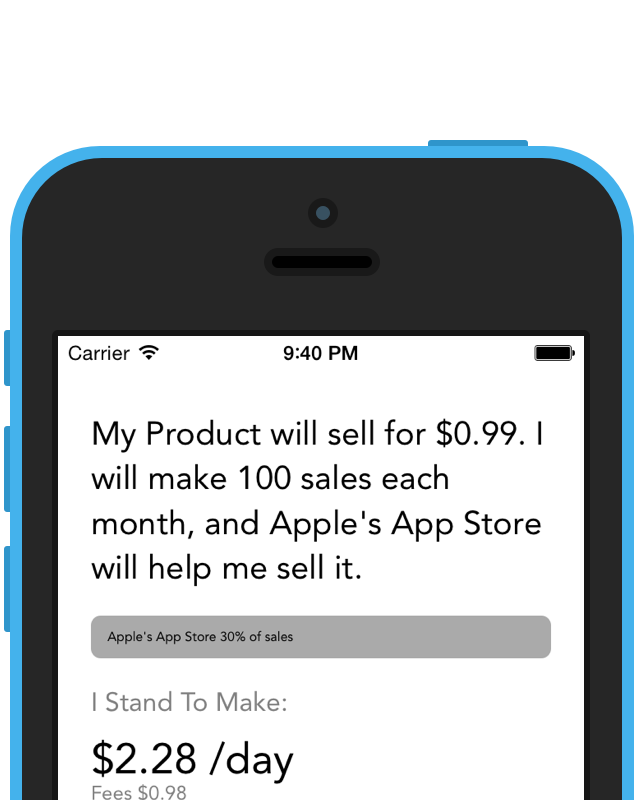 Carrier 9:40 PM
My Product will sell for $0.99. I
will make 100 sales each
month, and Apple's App Store
will help me sell it.
Apple's App Store 30% of sales
I Stand To Make:
$2.28 /day
Fees $0.98